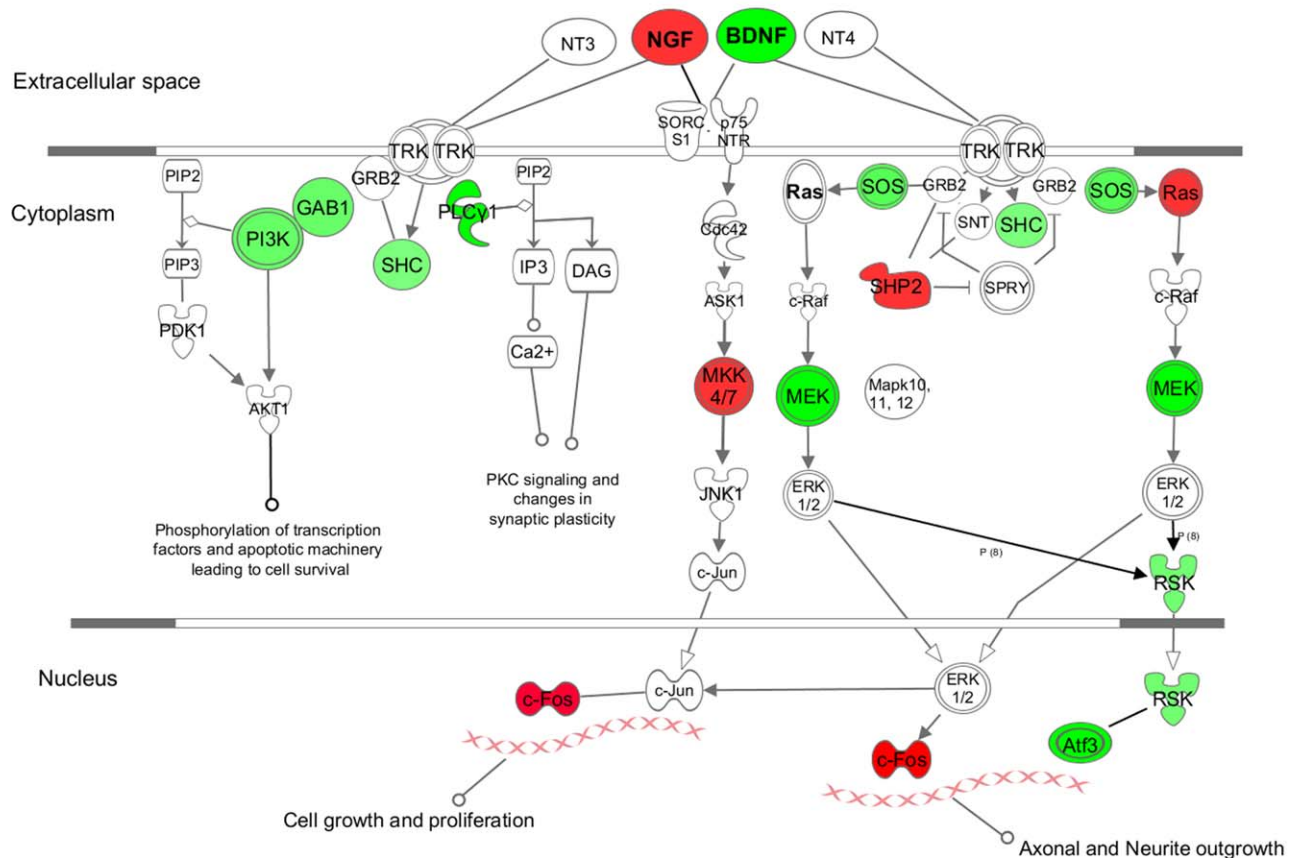 NT3
NGF
BDNF
NT4
Extracellular space
SORC
S1
p75
NTR
TRK
TRK
TRK
TRK
PIP2
GRB2
PIP2
Ras
SOS
GRB2
GRB2
SOS
Ras
Cytoplasm
GAB1
PLCγ1
SNT
SHC
PI3K
Cdc42
SHC
PIP3
IP3
DAG
SHP2
SPRY
ASK1
c-Raf
c-Raf
PDK1
Ca2+
MKK
4/7
MEK
Mapk10,
11, 12
MEK
AKT1
PKC signaling and
changes in
synaptic plasticity
JNK1
ERK
1/2
ERK
1/2
Phosphorylation of transcription
factors and apoptotic machinery
leading to cell survival
P (8)
P (8)
c-Jun
RSK
Nucleus
c-Fos
c-Jun
ERK
1/2
RSK
Atf3
c-Fos
Cell growth and proliferation
Axonal and Neurite outgrowth